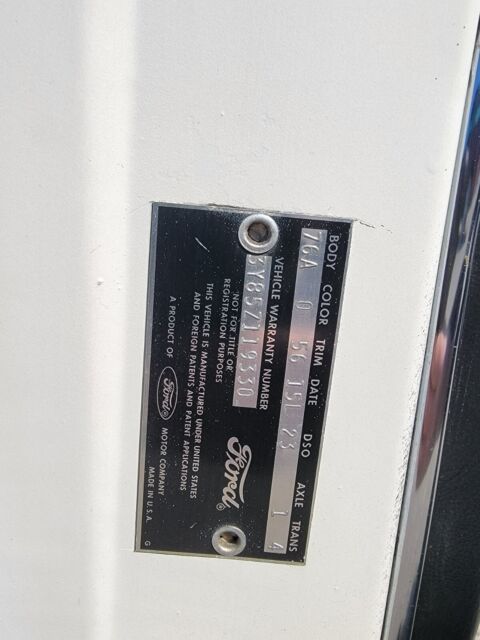 BODY COLOR TRIM DATE DSO AXLE TRANS
76A O 56 15L 23 1 4
VEHICLE WARRANTY NUMBER
3Y85Z119330
"NOT FOR TITLE OR
REGISTRATION PURPOSES
Ford®
THIS VEHICLE IS MANUFACTURED UNDER UNITED STATES
AND FOREIGN PATENTS AND PATENT APPLICATIONS
A PRODUCT OF Ford® MOTOR COMPANY
MADE IN U.S.A. G